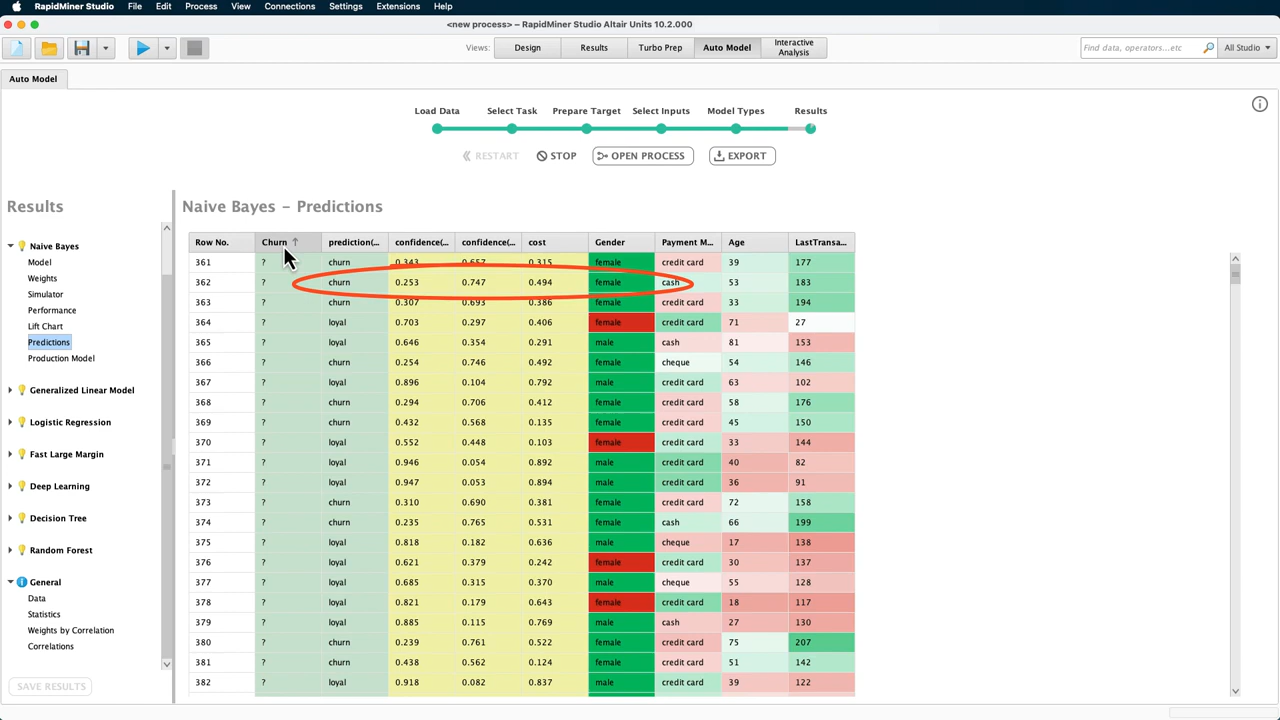 RapidMiner Studio File Edit Process View Connections Settings Extensions Help
<new process> – RapidMiner Studio Altair Units 10.2.000
Views: Design Results Turbo Prep Auto Model Interactive Analysis Find data, operators...etc All Studio
Auto Model
Load Data Select Task Prepare Target Select Inputs Model Types Results
RESTART STOP OPEN PROCESS EXPORT
Results
Naive Bayes
Model
Weights
Simulator
Performance
Lift Chart
Predictions
Production Model
Generalized Linear Model
Logistic Regression
Fast Large Margin
Deep Learning
Decision Tree
Random Forest
General
Data
Statistics
Weights by Correlation
Correlations
SAVE RESULTS
Naive Bayes – Predictions
Row No. Churn ↑ prediction(... confidence(... confidence(... cost Gender Payment M... Age LastTransa...
361 ? churn 0.343 0.657 0.315 female credit card 39 177
362 ? churn 0.253 0.747 0.494 female cash 53 183
363 ? churn 0.307 0.693 0.386 female credit card 33 194
364 ? loyal 0.703 0.297 0.406 female credit card 71 27
365 ? loyal 0.646 0.354 0.291 male cash 81 153
366 ? churn 0.254 0.746 0.492 female cheque 54 146
367 ? loyal 0.896 0.104 0.792 male credit card 63 102
368 ? churn 0.294 0.706 0.412 female credit card 58 176
369 ? churn 0.432 0.568 0.135 female credit card 45 150
370 ? loyal 0.552 0.448 0.103 female credit card 33 144
371 ? loyal 0.946 0.054 0.892 male credit card 40 82
372 ? loyal 0.947 0.053 0.894 male credit card 36 91
373 ? churn 0.310 0.690 0.381 female credit card 72 158
374 ? churn 0.235 0.765 0.531 female cash 66 199
375 ? loyal 0.818 0.182 0.636 male cheque 17 138
376 ? loyal 0.621 0.379 0.242 female credit card 30 137
377 ? loyal 0.685 0.315 0.370 male cheque 55 128
378 ? loyal 0.821 0.179 0.643 female credit card 18 117
379 ? loyal 0.885 0.115 0.769 male cash 27 130
380 ? churn 0.239 0.761 0.522 female credit card 75 207
381 ? churn 0.438 0.562 0.124 female credit card 51 142
382 ? loyal 0.918 0.082 0.837 male credit card 39 122